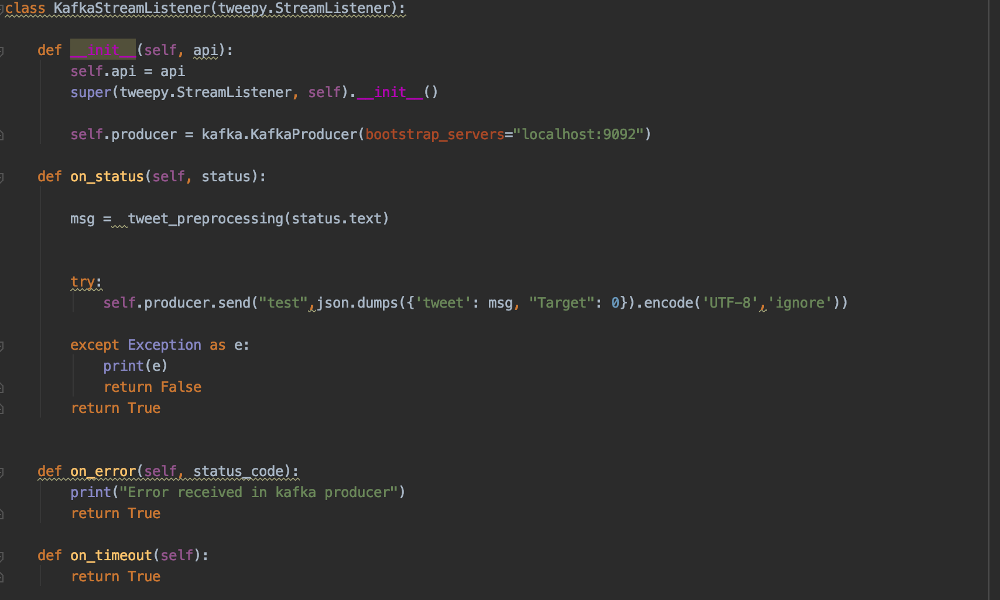 class KafkaStreamListener(tweepy.StreamListener):
def __init__(self, api):
self.api = api
super(tweepy.StreamListener, self).__init__()
self.producer = kafka.KafkaProducer(bootstrap_servers="localhost:9092")
def on_status(self, status):
msg =  tweet_preprocessing(status.text)
try:
self.producer.send("test",json.dumps({'tweet': msg, "Target": 0}).encode('UTF-8','ignore'))
except Exception as e:
print(e)
return False
return True
def on_error(self, status_code):
print("Error received in kafka producer")
return True
def on_timeout(self):
return True